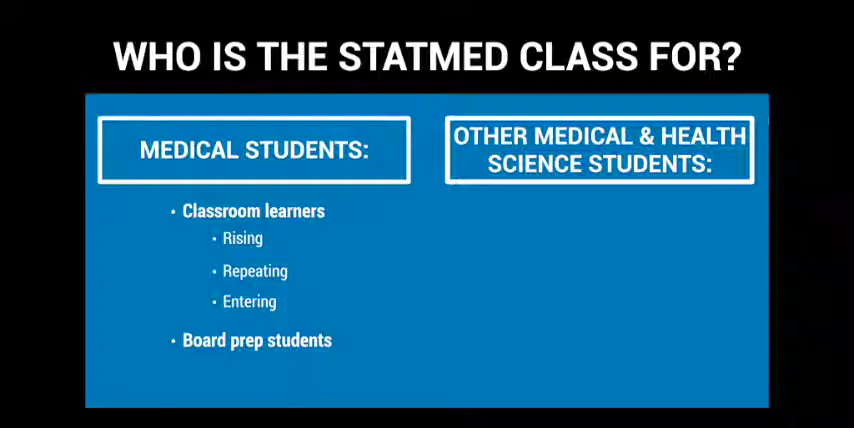 WHO IS THE STATMED CLASS FOR?
MEDICAL STUDENTS:
• Classroom learners
• Rising
• Repeating
• Entering
• Board prep students
OTHER MEDICAL & HEALTH
SCIENCE STUDENTS: